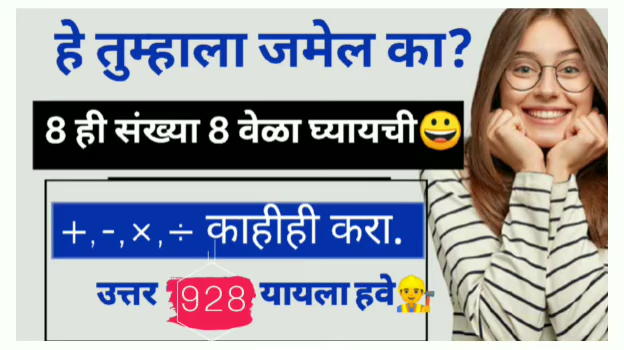 हे तुम्हाला जमेल का?
8 ही संख्या 8 वेळा घ्यायची😀
+,-,×,÷ काहीही करा.
उत्तर 928 यायला हवे👷